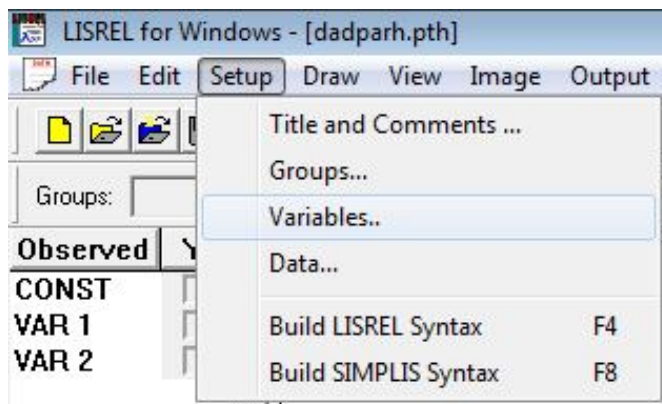 LISREL for Windows - [dadparh.pth]
File Edit Setup Draw View Image Output
Title and Comments ...
Groups...
Groups:
Variables..
Observed Y
Data...
CONST
VAR 1 Build LISREL Syntax F4
VAR 2 Build SIMPLIS Syntax F8